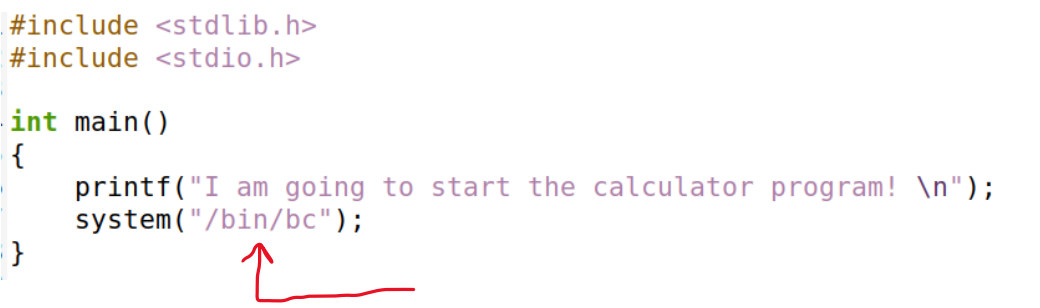 #include <stdlib.h>
#include <stdio.h>
int main()
{
printf("I am going to start the calculator program! \n");
system("/bin/bc");
}